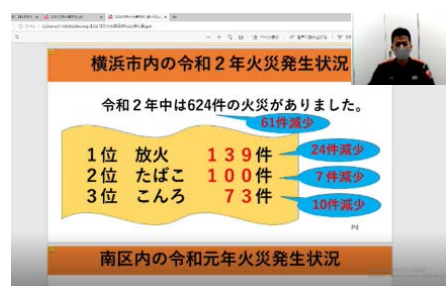 横浜市内の令和２年火災発生状況
令和２年中は624件の火災がありました。
61件減少
1位 放火 139件
24件減少
2位 たばこ 100件
7件減少
3位 こんろ 73件
10件減少
P4
南区内の令和元年火災発生状況